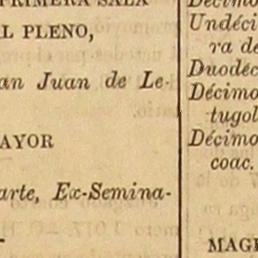 PRIMERA SALA
L PLENO,
an Juan de Le-
AYOR
arte, Ex-Semina-
Décimo
Undéci
ra de
Duodéc
Décimo
tugol
Décimo
coac.
MAGI